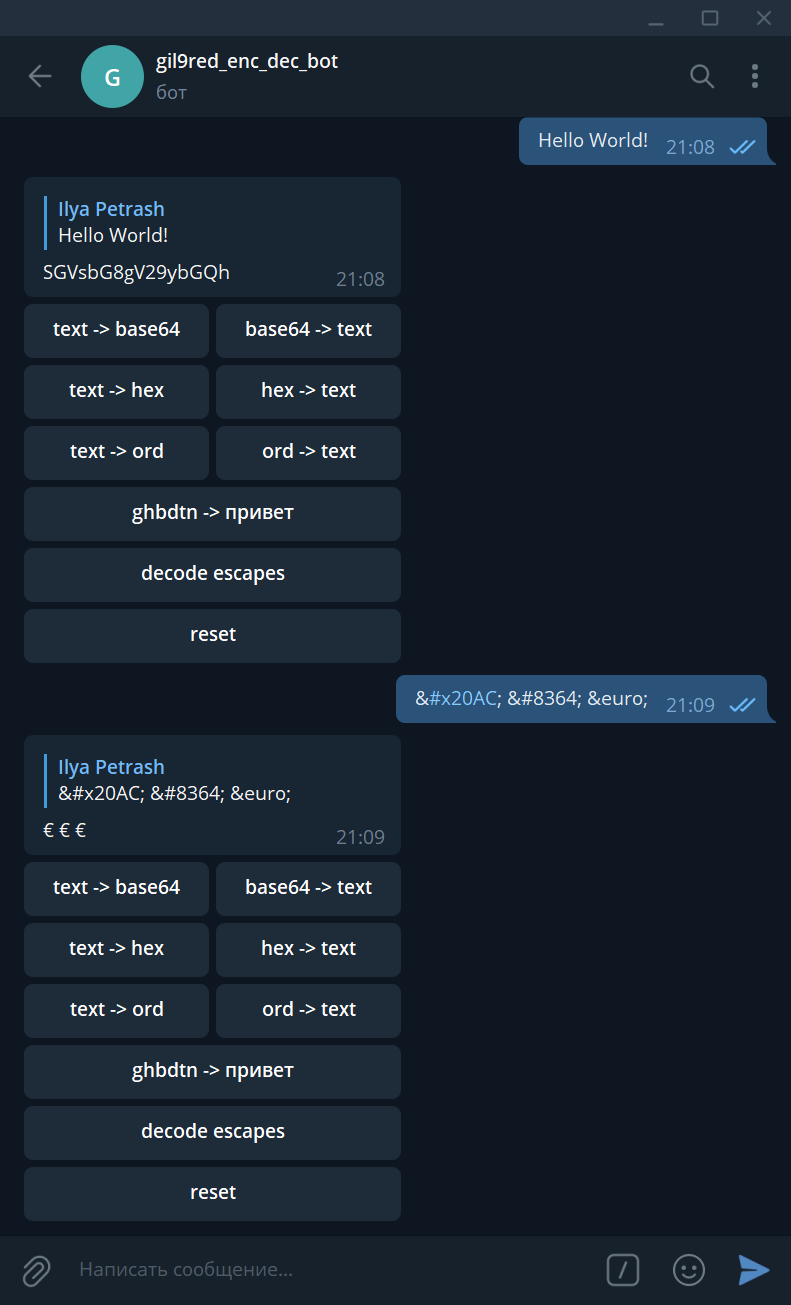 G
gil9red_enc_dec_bot
бот
Hello World! 21:08
Ilya Petrash
Hello World!
SGVsbG8gV29ybGQh 21:08
text -> base64 base64 -> text
text -> hex hex -> text
text -> ord ord -> text
ghbdtn -> привет
decode escapes
reset
&#x20AC; &#8364; &euro; 21:09
Ilya Petrash
&#x20AC; &#8364; &euro;
€ € € 21:09
text -> base64 base64 -> text
text -> hex hex -> text
text -> ord ord -> text
ghbdtn -> привет
decode escapes
reset
Написать сообщение...